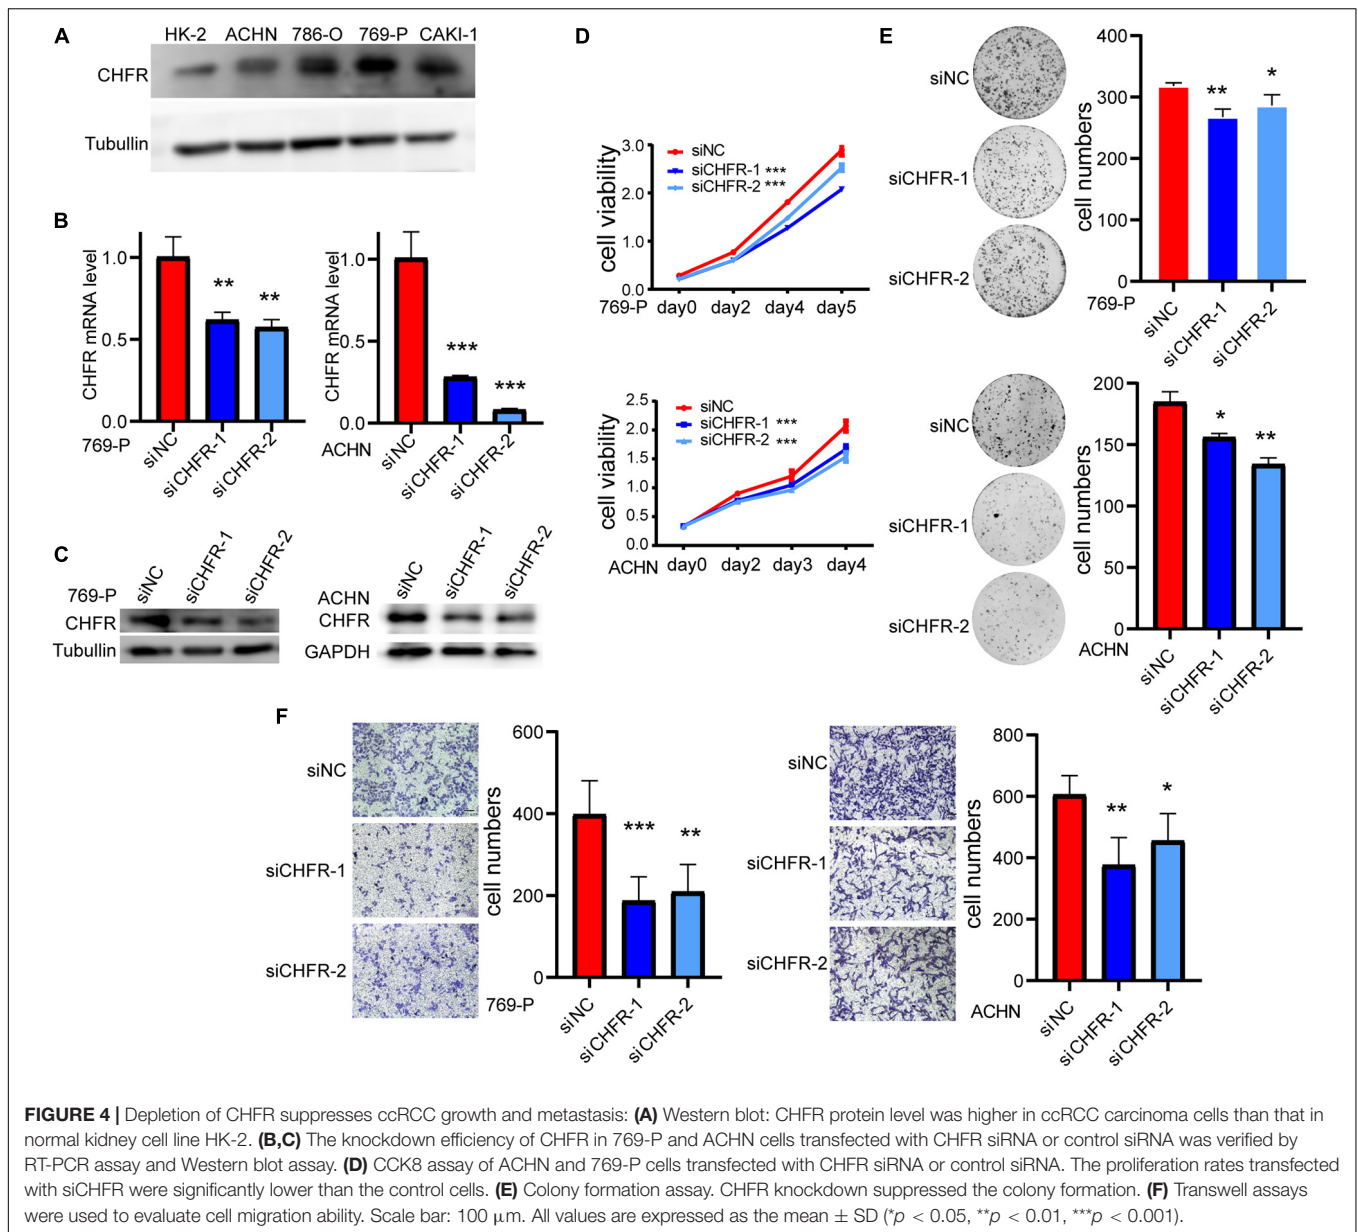 A
HK-2 ACHN 786-O 769-P CAKI-1
CHFR
Tubullin
B
CHFR mRNA level
1.0
0.5
0.0
**
**
769-P
siNC
siCHFR-1
siCHFR-2
CHFR mRNA level
1.0
0.5
0.0
***
***
ACHN
siNC
siCHFR-1
siCHFR-2
C
769-P
siNC
siCHFR-1
siCHFR-2
CHFR
Tubullin
ACHN
siNC
siCHFR-1
siCHFR-2
CHFR
GAPDH
D
cell viability
3.0
2.0
1.0
0.0
siNC
siCHFR-1 ***
siCHFR-2 ***
769-P day0 day2 day4 day5
cell viability
2.5
2.0
1.5
1.0
0.5
0.0
siNC
siCHFR-1 ***
siCHFR-2 ***
ACHN day0 day2 day3 day4
E
siNC
siCHFR-1
siCHFR-2
cell numbers
400
300
200
100
0
**
*
769-P
siNC
siCHFR-1
siCHFR-2
siNC
siCHFR-1
siCHFR-2
cell numbers
200
150
100
50
0
*
**
ACHN
siNC
siCHFR-1
siCHFR-2
F
siNC
siCHFR-1
siCHFR-2
cell numbers
600
400
200
0
***
**
769-P
siNC
siCHFR-1
siCHFR-2
siNC
siCHFR-1
siCHFR-2
cell numbers
800
600
400
200
0
**
*
ACHN
siNC
siCHFR-1
siCHFR-2
FIGURE 4 | Depletion of CHFR suppresses ccRCC growth and metastasis: (A) Western blot: CHFR protein level was higher in ccRCC carcinoma cells than that in
normal kidney cell line HK-2. (B,C) The knockdown efficiency of CHFR in 769-P and ACHN cells transfected with CHFR siRNA or control siRNA was verified by
RT-PCR assay and Western blot assay. (D) CCK8 assay of ACHN and 769-P cells transfected with CHFR siRNA or control siRNA. The proliferation rates transfected
with siCHFR were significantly lower than the control cells. (E) Colony formation assay. CHFR knockdown suppressed the colony formation. (F) Transwell assays
were used to evaluate cell migration ability. Scale bar: 100 μm. All values are expressed as the mean ± SD (*p < 0.05, **p < 0.01, ***p < 0.001).